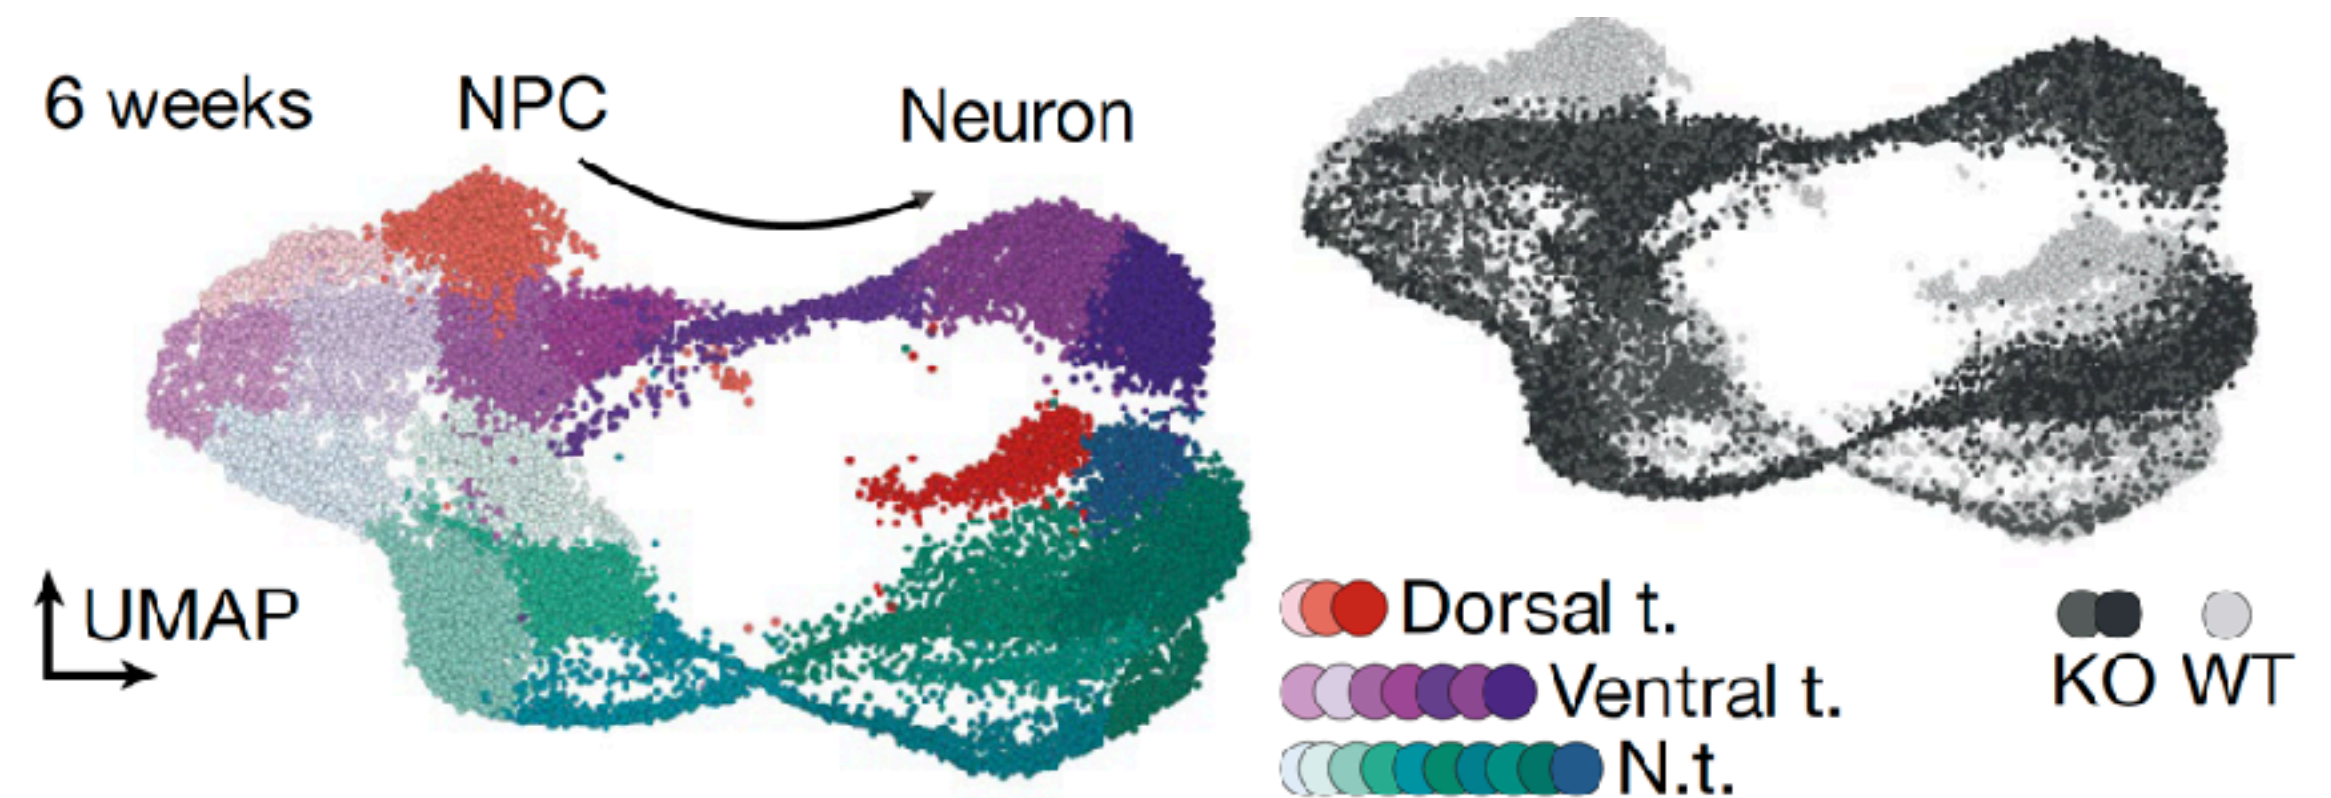 6 weeks
NPC
Neuron
UMAP
Dorsal t.
Ventral t.
N.t.
KO WT